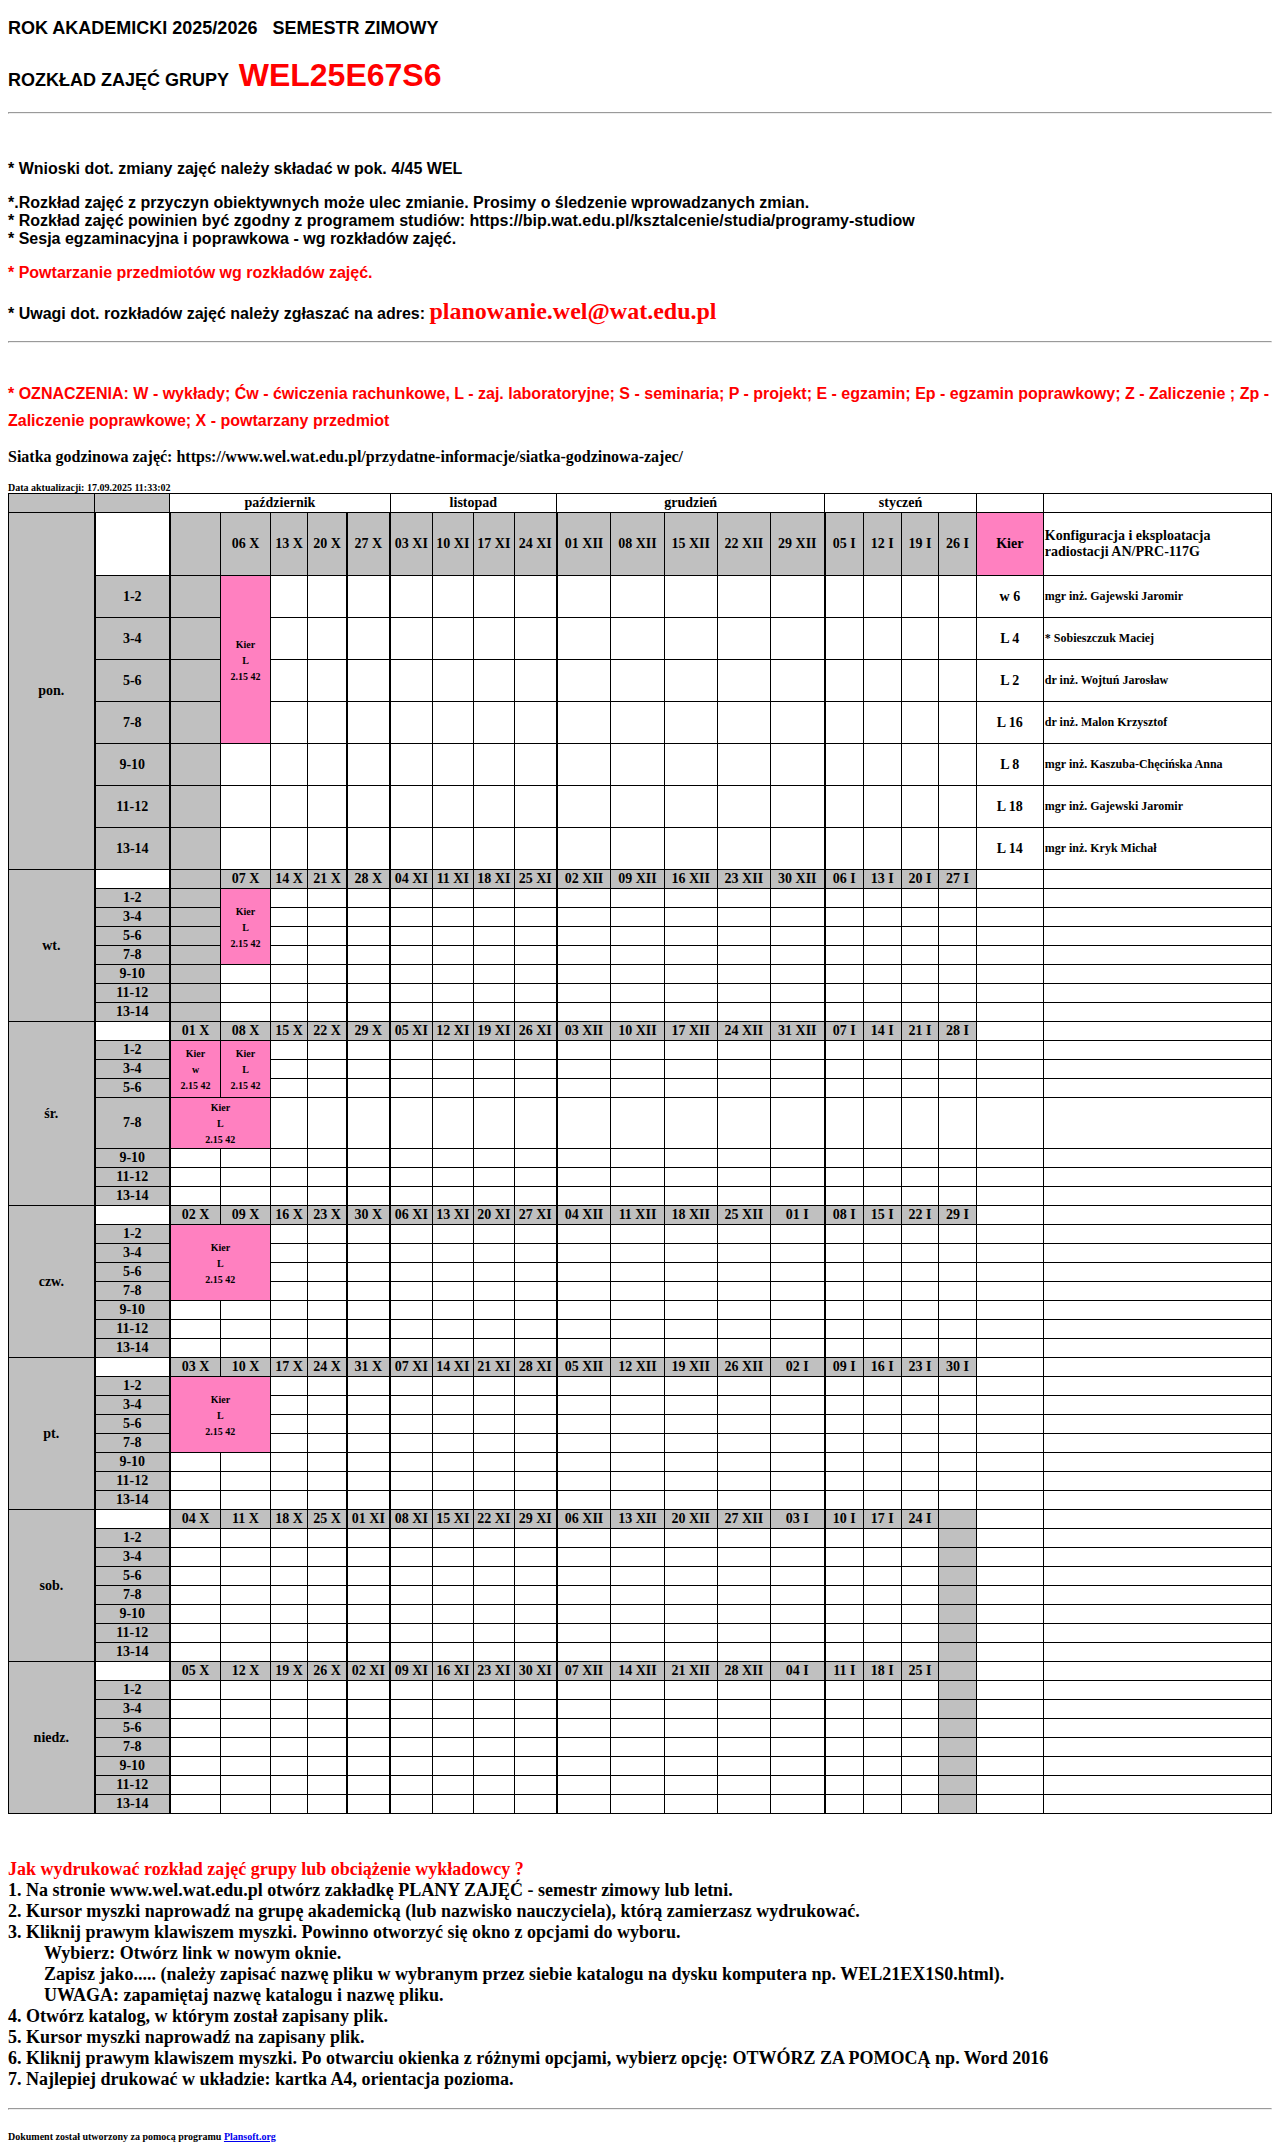 ROK AKADEMICKI 2025/2026 SEMESTR ZIMOWY
ROZKŁAD ZAJĘĆ GRUPY WEL25E67S6
* Wnioski dot. zmiany zajęć należy składać w pok. 4/45 WEL
*.Rozkład zajęć z przyczyn obiektywnych może ulec zmianie. Prosimy o śledzenie wprowadzanych zmian.
* Rozkład zajęć powinien być zgodny z programem studiów: https://bip.wat.edu.pl/ksztalcenie/studia/programy-studiow
* Sesja egzaminacyjna i poprawkowa - wg rozkładów zajęć.
* Powtarzanie przedmiotów wg rozkładów zajęć.
* Uwagi dot. rozkładów zajęć należy zgłaszać na adres: planowanie.wel@wat.edu.pl
* OZNACZENIA: W - wykłady; Ćw - ćwiczenia rachunkowe, L - zaj. laboratoryjne; S - seminaria; P - projekt; E - egzamin; Ep - egzamin poprawkowy; Z - Zaliczenie ; Zp -
Zaliczenie poprawkowe; X - powtarzany przedmiot
Siatka godzinowa zajęć: https://www.wel.wat.edu.pl/przydatne-informacje/siatka-godzinowa-zajec/
Data aktualizacji: 17.09.2025 11:33:02
październik listopad grudzień styczeń
pon. 06 X 13 X 20 X 27 X 03 XI 10 XI 17 XI 24 XI 01 XII 08 XII 15 XII 22 XII 29 XII 05 I 12 I 19 I 26 I Kier Konfiguracja i eksploatacja
radiostacji AN/PRC-117G
1-2 w 6 mgr inż. Gajewski Jaromir
3-4 L 4 * Sobieszczuk Maciej
Kier
L
2.15 42
5-6 L 2 dr inż. Wojtuń Jarosław
7-8 L 16 dr inż. Malon Krzysztof
9-10 L 8 mgr inż. Kaszuba-Chęcińska Anna
11-12 L 18 mgr inż. Gajewski Jaromir
13-14 L 14 mgr inż. Kryk Michał
wt. 07 X 14 X 21 X 28 X 04 XI 11 XI 18 XI 25 XI 02 XII 09 XII 16 XII 23 XII 30 XII 06 I 13 I 20 I 27 I
1-2
3-4
5-6
7-8
Kier
L
2.15 42
9-10
11-12
13-14
śr. 01 X 08 X 15 X 22 X 29 X 05 XI 12 XI 19 XI 26 XI 03 XII 10 XII 17 XII 24 XII 31 XII 07 I 14 I 21 I 28 I
1-2 Kier Kier
3-4 w L
5-6 2.15 42 2.15 42
7-8
Kier
L
2.15 42
9-10
11-12
13-14
czw. 02 X 09 X 16 X 23 X 30 X 06 XI 13 XI 20 XI 27 XI 04 XII 11 XII 18 XII 25 XII 01 I 08 I 15 I 22 I 29 I
1-2
3-4
5-6
7-8
Kier
L
2.15 42
9-10
11-12
13-14
pt. 03 X 10 X 17 X 24 X 31 X 07 XI 14 XI 21 XI 28 XI 05 XII 12 XII 19 XII 26 XII 02 I 09 I 16 I 23 I 30 I
1-2
3-4
5-6
7-8
Kier
L
2.15 42
9-10
11-12
13-14
sob. 04 X 11 X 18 X 25 X 01 XI 08 XI 15 XI 22 XI 29 XI 06 XII 13 XII 20 XII 27 XII 03 I 10 I 17 I 24 I
1-2
3-4
5-6
7-8
9-10
11-12
13-14
niedz. 05 X 12 X 19 X 26 X 02 XI 09 XI 16 XI 23 XI 30 XI 07 XII 14 XII 21 XII 28 XII 04 I 11 I 18 I 25 I
1-2
3-4
5-6
7-8
9-10
11-12
13-14
Jak wydrukować rozkład zajęć grupy lub obciążenie wykładowcy ?
1. Na stronie www.wel.wat.edu.pl otwórz zakładkę PLANY ZAJĘĆ - semestr zimowy lub letni.
2. Kursor myszki naprowadź na grupę akademicką (lub nazwisko nauczyciela), którą zamierzasz wydrukować.
3. Kliknij prawym klawiszem myszki. Powinno otworzyć się okno z opcjami do wyboru.
Wybierz: Otwórz link w nowym oknie.
Zapisz jako..... (należy zapisać nazwę pliku w wybranym przez siebie katalogu na dysku komputera np. WEL21EX1S0.html).
UWAGA: zapamiętaj nazwę katalogu i nazwę pliku.
4. Otwórz katalog, w którym został zapisany plik.
5. Kursor myszki naprowadź na zapisany plik.
6. Kliknij prawym klawiszem myszki. Po otwarciu okienka z różnymi opcjami, wybierz opcję: OTWÓRZ ZA POMOCĄ np. Word 2016
7. Najlepiej drukować w układzie: kartka A4, orientacja pozioma.
Dokument został utworzony za pomocą programu Plansoft.org